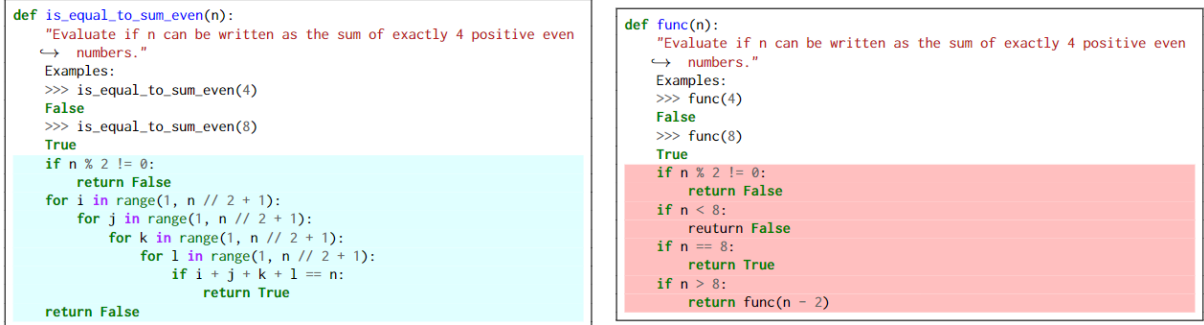 def is_equal_to_sum_even(n):
"Evaluate if n can be written as the sum of exactly 4 positive even
↪ numbers."
Examples:
>>> is_equal_to_sum_even(4)
False
>>> is_equal_to_sum_even(8)
True
if n % 2 != 0:
return False
for i in range(1, n // 2 + 1):
for j in range(1, n // 2 + 1):
for k in range(1, n // 2 + 1):
for l in range(1, n // 2 + 1):
if i + j + k + l == n:
return True
return False
def func(n):
"Evaluate if n can be written as the sum of exactly 4 positive even
↪ numbers."
Examples:
>>> func(4)
False
>>> func(8)
True
if n % 2 != 0:
return False
if n < 8:
reuturn False
if n == 8:
return True
if n > 8:
return func(n - 2)